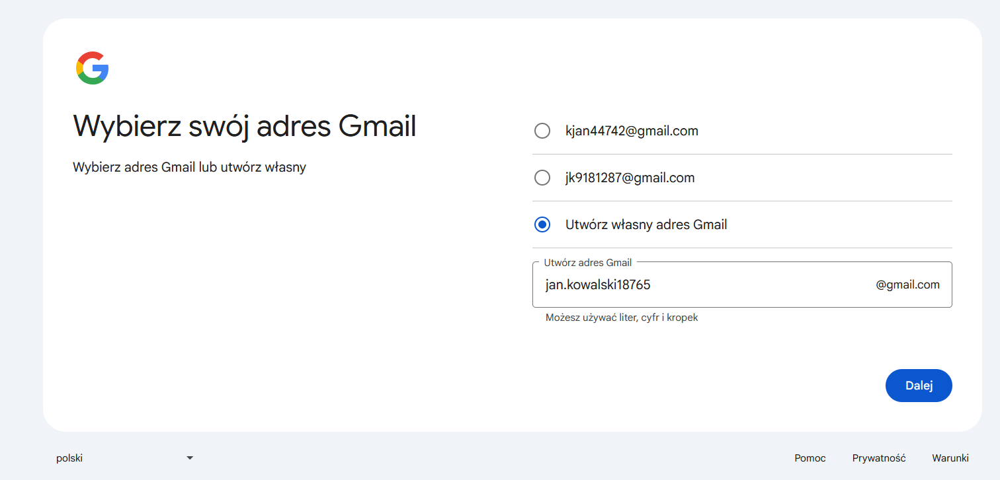 Wybierz swój adres Gmail
Wybierz adres Gmail lub utwórz własny
kjan44742@gmail.com
jk9181287@gmail.com
Utwórz własny adres Gmail
Utwórz adres Gmail
jan.kowalski18765 @gmail.com
Możesz używać liter, cyfr i kropek
Dalej
polski Pomoc Prywatność Warunki